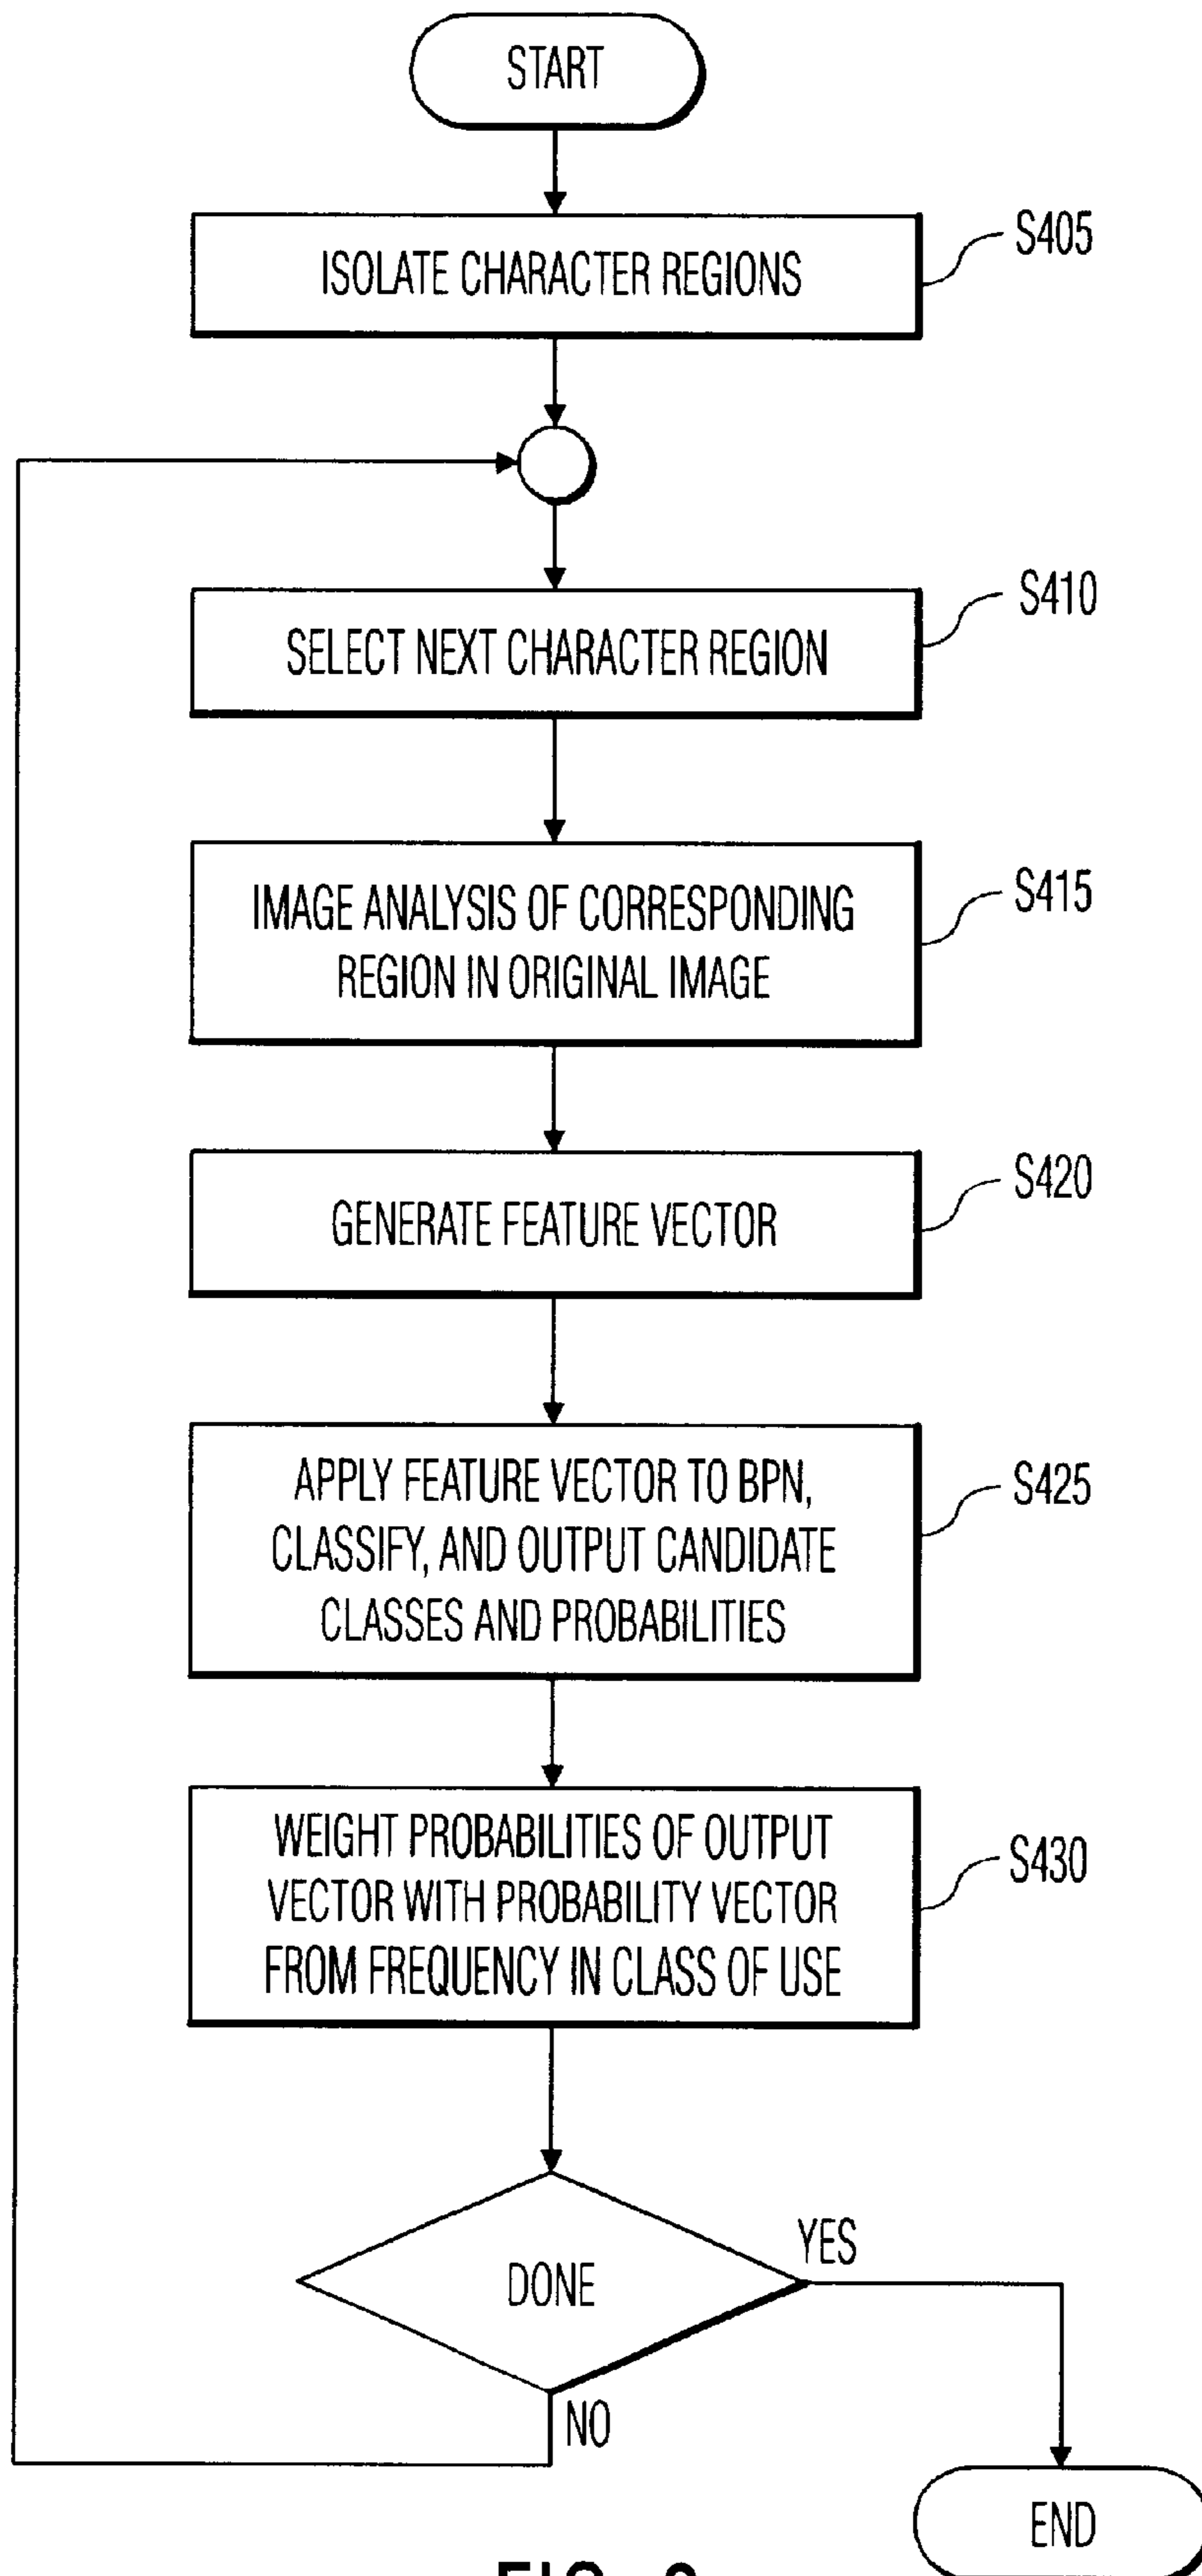 START
ISOLATE CHARACTER REGIONS
S405
SELECT NEXT CHARACTER REGION
S410
IMAGE ANALYSIS OF CORRESPONDING
REGION IN ORIGINAL IMAGE
S415
GENERATE FEATURE VECTOR
S420
APPLY FEATURE VECTOR TO BPN,
CLASSIFY, AND OUTPUT CANDIDATE
CLASSES AND PROBABILITIES
S425
WEIGHT PROBABILITIES OF OUTPUT
VECTOR WITH PROBABILITY VECTOR
FROM FREQUENCY IN CLASS OF USE
S430
DONE
YES
NO
END
FIG.